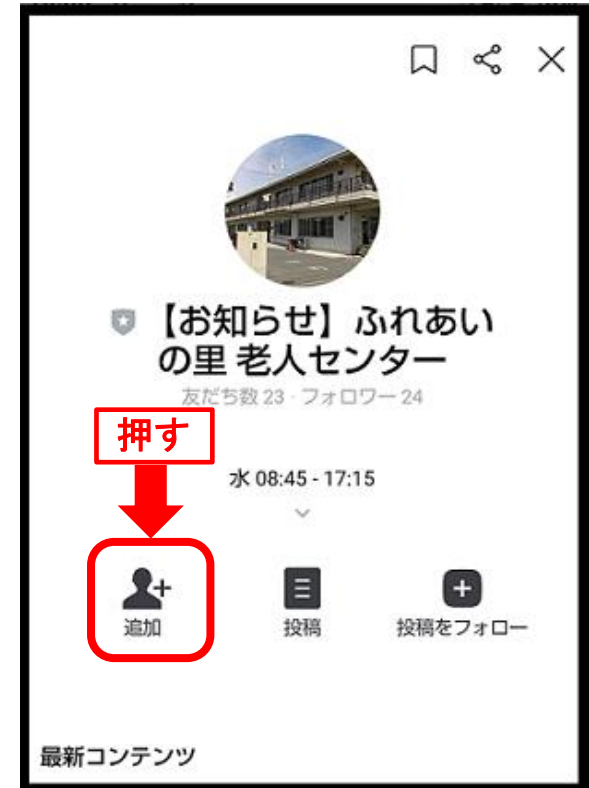 【お知らせ】ふれあい
の里 老人センター
友だち数 23・フォロワー 24
押す
水 08:45 - 17:15
追加
投稿
投稿をフォロー
最新コンテンツ